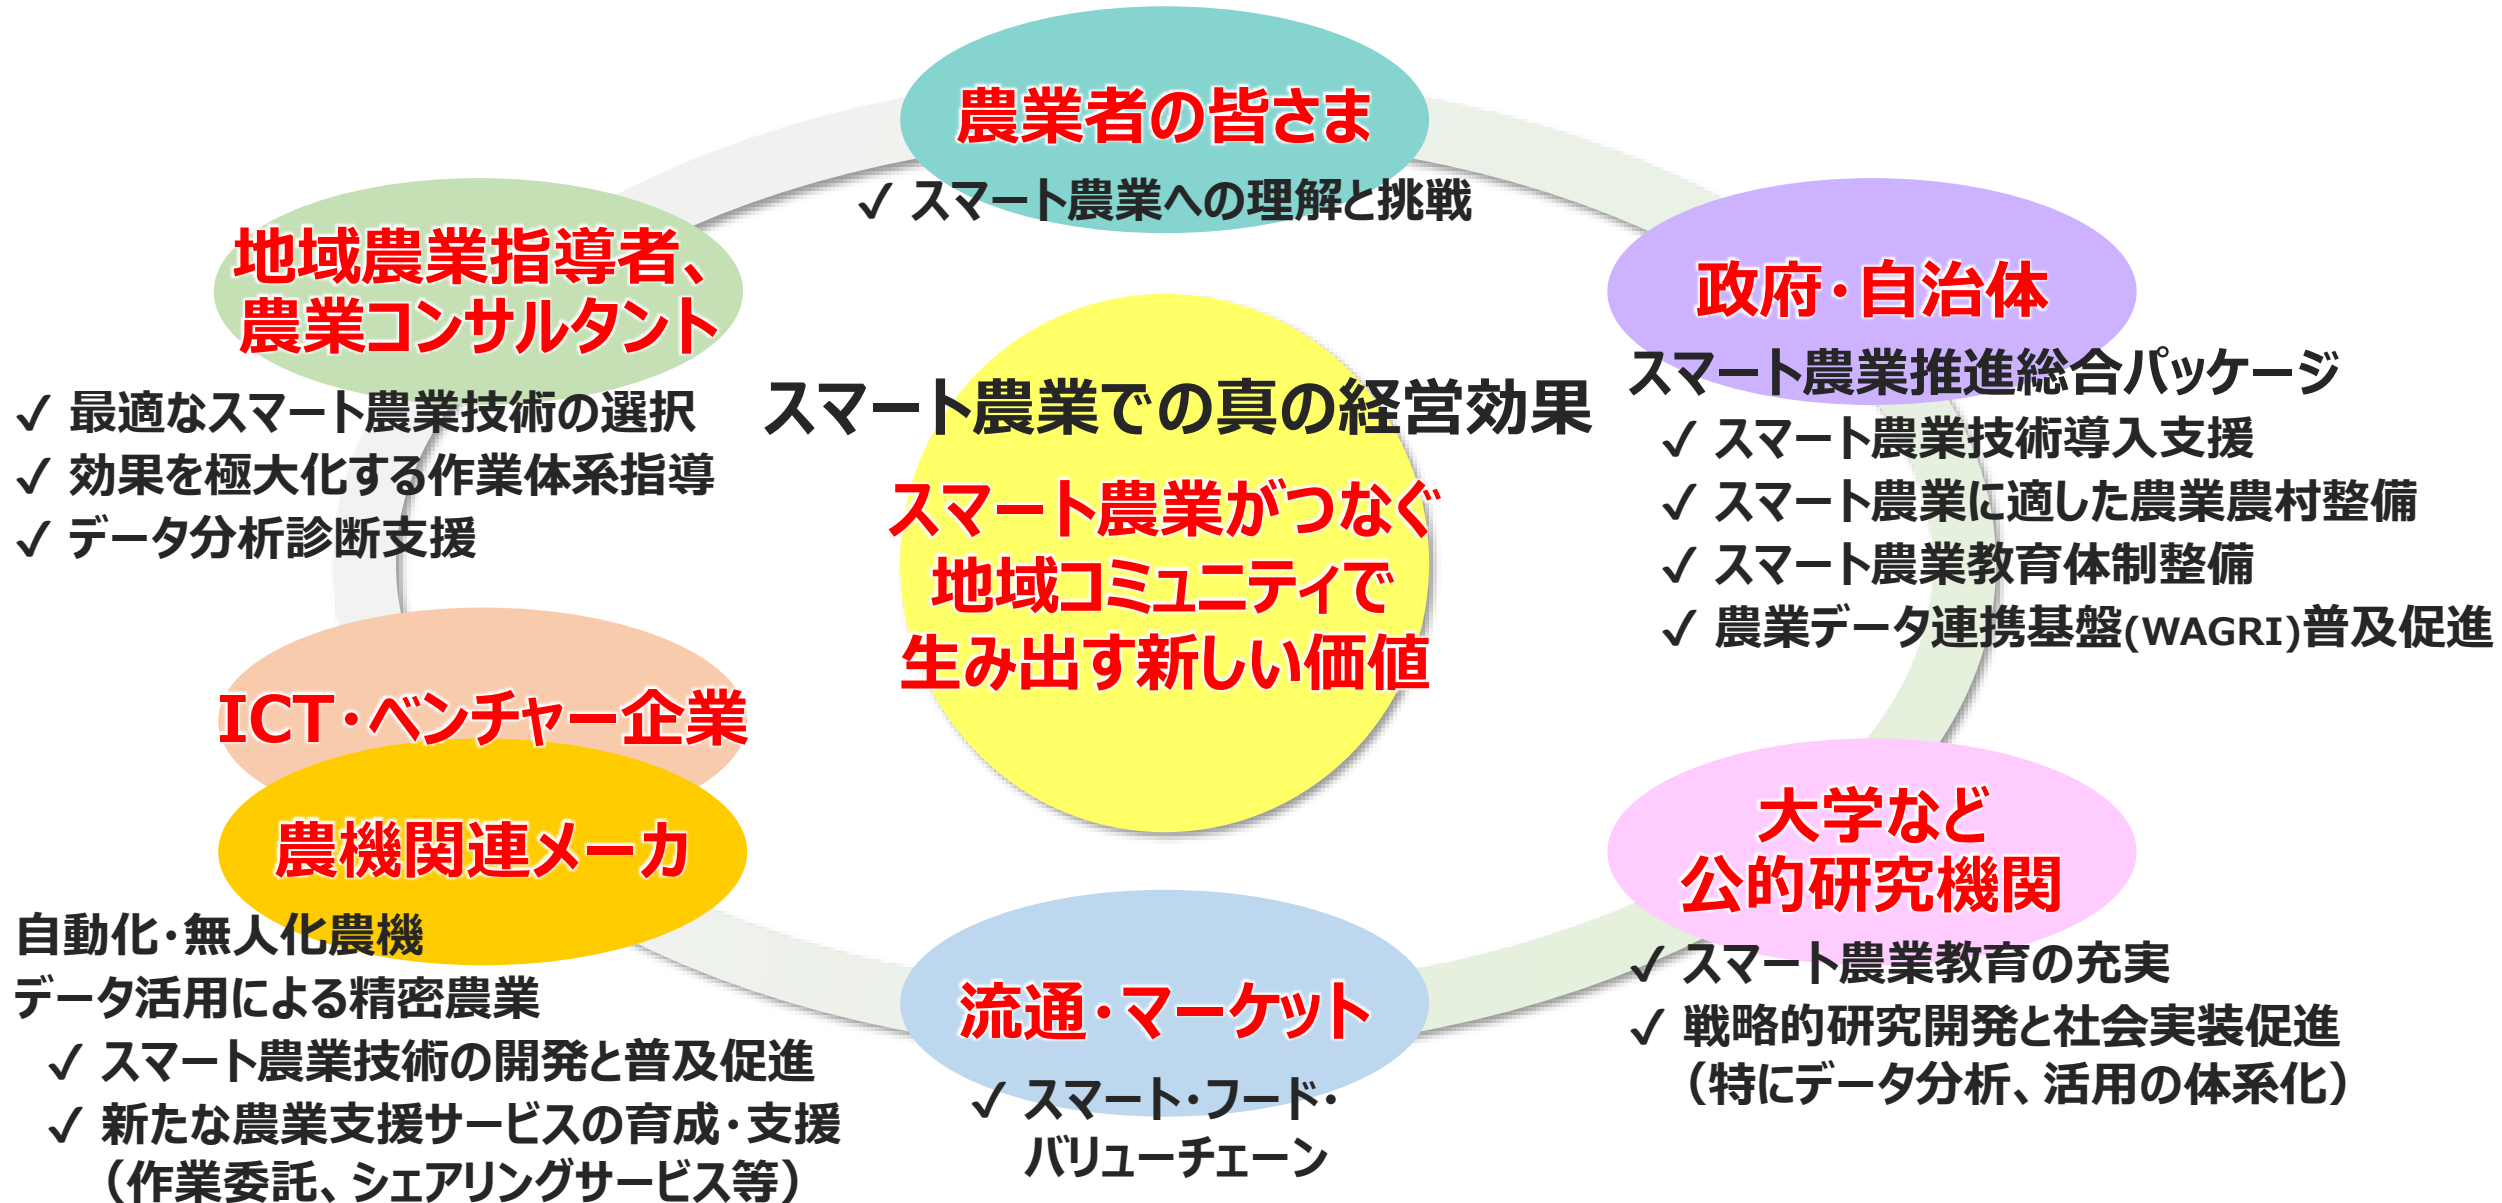 農業者の皆さま
✓ スマート農業への理解と挑戦
地域農業指導者、
農業コンサルタント
✓ 最適なスマート農業技術の選択
✓ 効果を極大化する作業体系指導
✓ データ分析診断支援
政府・自治体
スマート農業推進総合パッケージ
✓ スマート農業技術導入支援
✓ スマート農業に適した農業農村整備
✓ スマート農業教育体制整備
✓ 農業データ連携基盤(WAGRI)普及促進
スマート農業での真の経営効果
スマート農業がつなぐ
地域コミュニティで
生み出す新しい価値
ICT・ベンチャー企業
農機関連メーカ
自動化・無人化農機
データ活用による精密農業
✓ スマート農業技術の開発と普及促進
✓ 新たな農業支援サービスの育成・支援
（作業委託、シェアリングサービス等）
流通・マーケット
✓ スマート・フード・
バリューチェーン
大学など
公的研究機関
✓ スマート農業教育の充実
✓ 戦略的研究開発と社会実装促進
（特にデータ分析、活用の体系化）